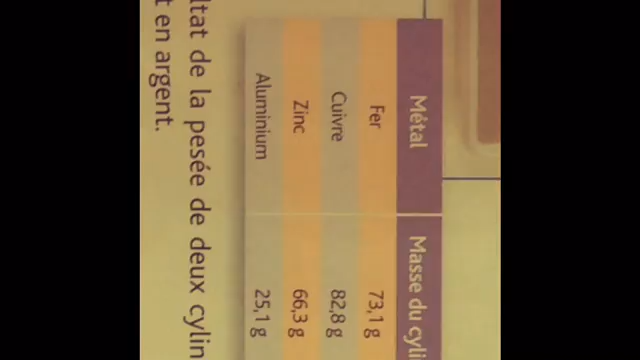 Métal Masse du cyli
Fer 73,1 g
Cuivre 82,8 g
Zinc 66,3 g
Aluminium 25,1 g
ltat de la pesée de deux cylin
t en argent.